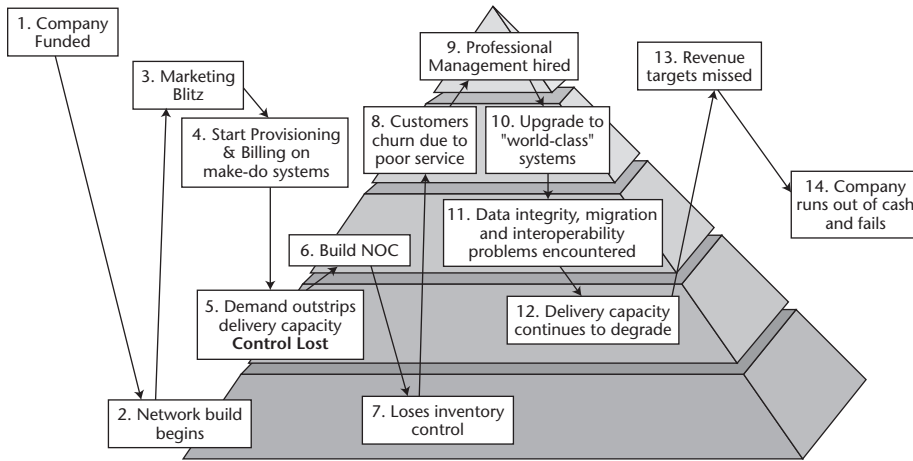 1. Company
Funded
2. Network build
begins
3. Marketing
Blitz
4. Start Provisioning
& Billing on
make-do systems
5. Demand outstrips
delivery capacity
Control Lost
6. Build NOC
7. Loses inventory
control
8. Customers
churn due to
poor service
9. Professional
Management hired
10. Upgrade to
"world-class"
systems
11. Data integrity, migration
and interoperability
problems encountered
12. Delivery capacity
continues to degrade
13. Revenue
targets missed
14. Company
runs out of cash
and fails